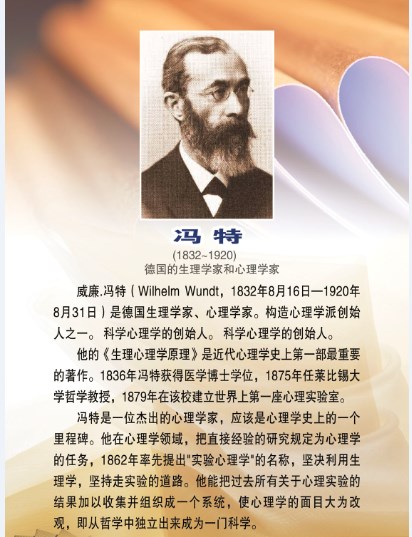 冯特
(1832~1920)
德国的生理学家和心理学家
威廉.冯特（Wilhelm Wundt，1832年8月16日—1920年
8月31日）是德国生理学家、心理学家。构造心理学派创始
人之一。 科学心理学的创始人。 科学心理学的创始人。
他的《生理心理学原理》是近代心理学史上第一部最重要
的著作。1836年冯特获得医学博士学位，1875年任莱比锡大
学哲学教授，1879年在该校建立世界上第一座心理实验室。
冯特是一位杰出的心理学家，应该是心理学史上的一个
里程碑。他在心理学领域，把直接经验的研究规定为心理学
的任务，1862年率先提出"实验心理学"的名称，坚决利用生
理学，坚持走实验的道路。他能把过去所有关于心理实验的
结果加以收集并组织成一个系统，使心理学的面目大为改
观，即从哲学中独立出来成为一门科学。